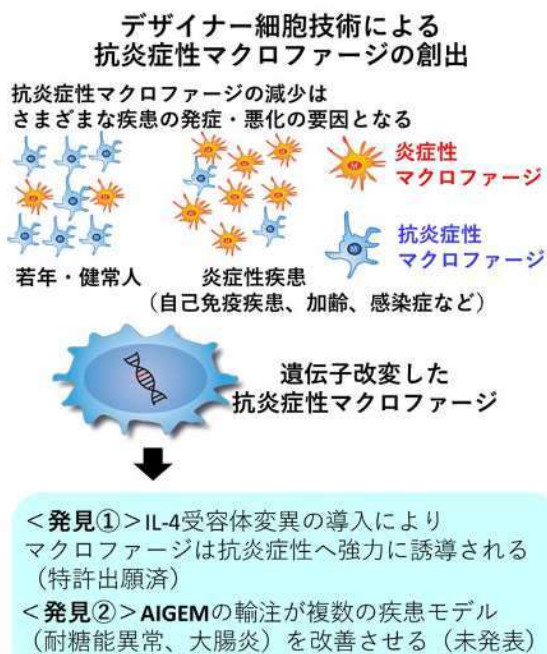 デザイナー細胞技術による
抗炎症性マクロファージの創出
抗炎症性マクロファージの減少は
さまざまな疾患の発症・悪化の要因となる
炎症性
マクロファージ
抗炎症性
マクロファージ
若年・健常人
炎症性疾患
（自己免疫疾患、加齢、感染症など）
遺伝子改変した
抗炎症性マクロファージ
＜発見①＞IL-4受容体変異の導入により
マクロファージは抗炎症性へ強力に誘導される
（特許出願済）
＜発見②＞AIGEMの輸注が複数の疾患モデル
（耐糖能異常、大腸炎）を改善させる（未発表）